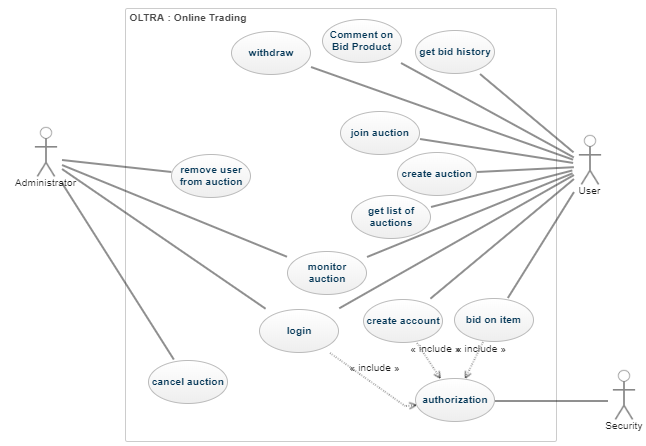 OLTRA : Online Trading
withdraw
Comment on
Bid Product
get bid history
join auction
create auction
remove user
from auction
get list of
auctions
Administrator
User
monitor
auction
login
create account
bid on item
« include »
« include »
« include »
cancel auction
authorization
Security